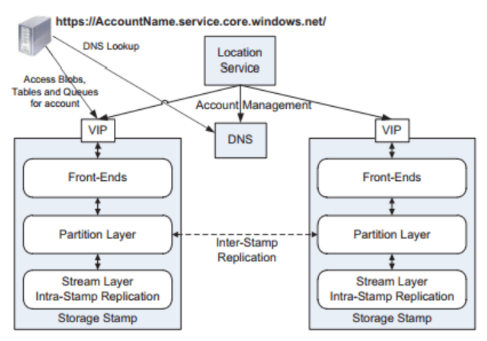 https://AccountName.service.core.windows.net/
DNS Lookup
Location
Service
Access Blobs,
Tables and Queues
for account
Account Management
VIP
DNS
VIP
Front-Ends
Front-Ends
Partition Layer
Inter-Stamp
Replication
Partition Layer
Stream Layer
Intra-Stamp Replication
Stream Layer
Intra-Stamp Replication
Storage Stamp
Storage Stamp